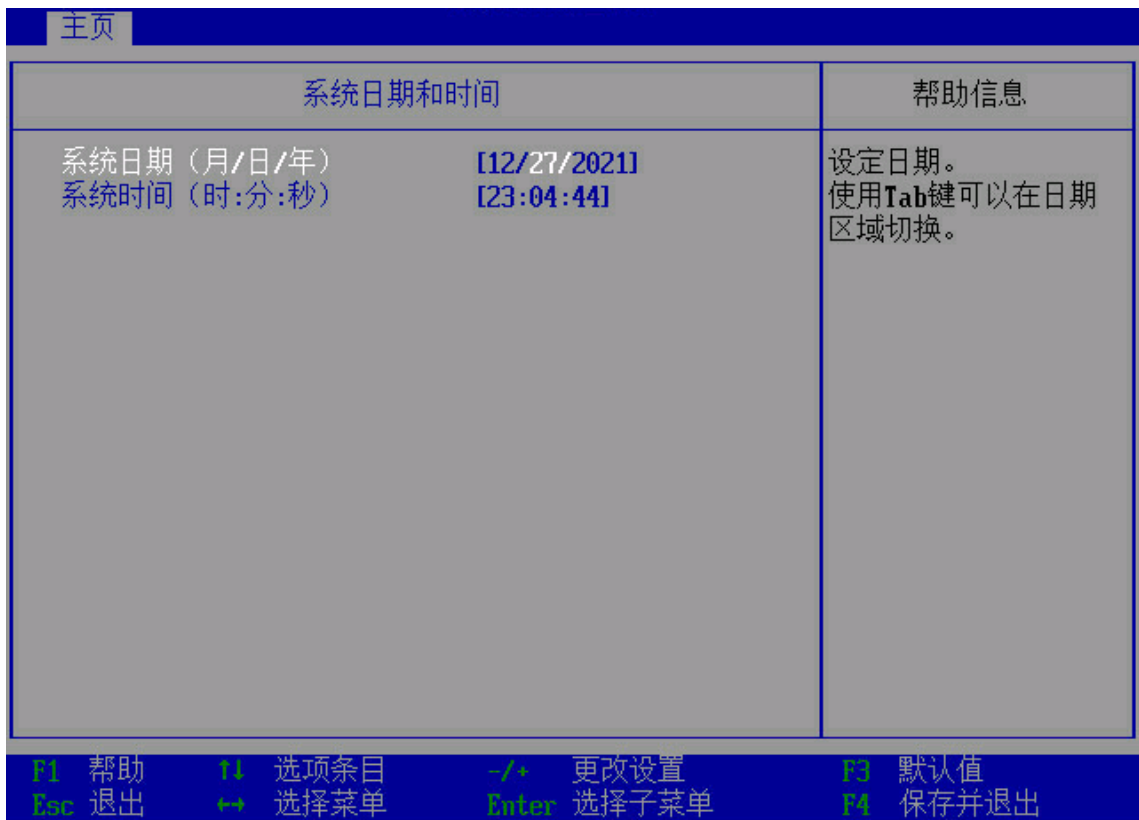 主页
系统日期和时间
帮助信息
系统日期（月/日/年） [12/27/2021]
系统时间（时:分:秒） [23:04:44]
设定日期。
使用Tab键可以在日期
区域切换。
F1 帮助 ↑↓ 选项条目 -/+ 更改设置 F3 默认值
Esc 退出 ←→ 选择菜单 Enter 选择子菜单 F4 保存并退出